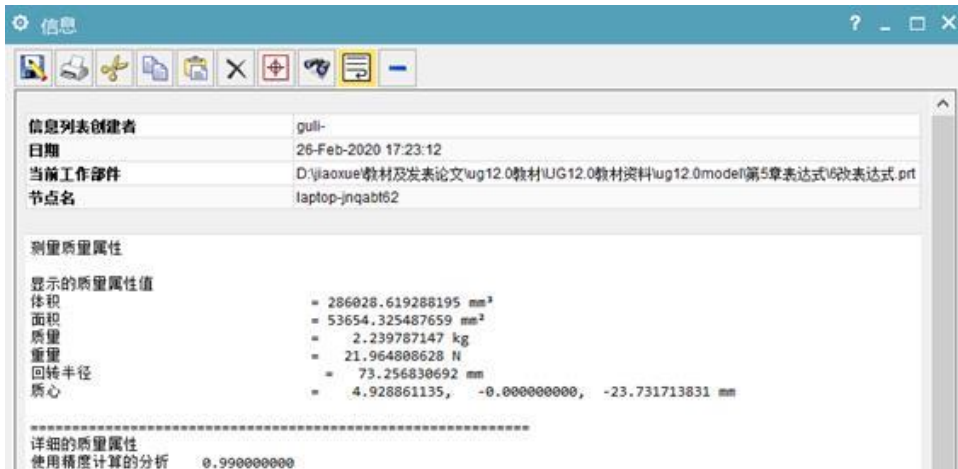 信息
信息列表创建者 guli-
日期 26-Feb-2020 17:23:12
当前工作部件 D:\jiaoxue\教材及发表论文\ug12.0教材\UG12.0教材资料\ug12.0model\第5章表达式\6改表达式.prt
节点名 laptop-jnqabt62
测量质量属性
显示的质量属性值
体积 = 286028.619288195 mm³
面积 = 53654.325487659 mm²
质量 = 2.239787147 kg
重量 = 21.964808628 N
回转半径 = 73.256830692 mm
质心 = 4.928861135, -0.000000000, -23.731713831 mm
============================================================
详细的质量属性
使用精度计算的分析 0.990000000